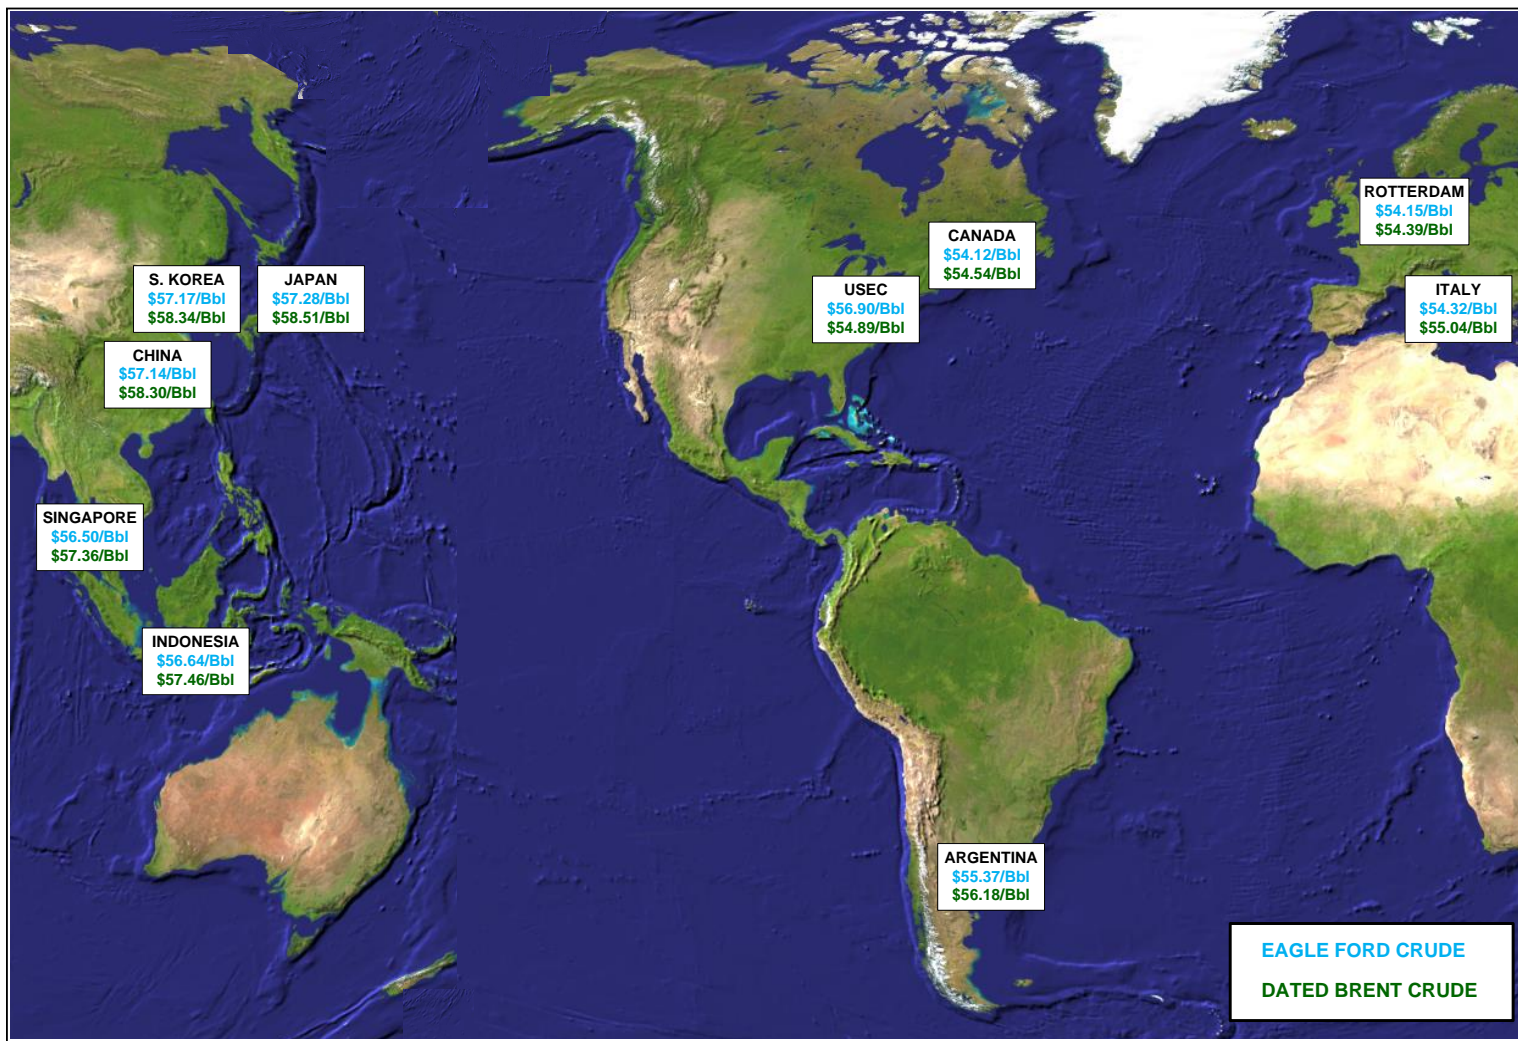 ROTTERDAM
$54.15/Bbl
$54.39/Bbl
CANADA
$54.12/Bbl
$54.54/Bbl
S. KOREA
$57.17/Bbl
$58.34/Bbl
JAPAN
$57.28/Bbl
$58.51/Bbl
USEC
$56.90/Bbl
$54.89/Bbl
ITALY
$54.32/Bbl
$55.04/Bbl
CHINA
$57.14/Bbl
$58.30/Bbl
SINGAPORE
$56.50/Bbl
$57.36/Bbl
INDONESIA
$56.64/Bbl
$57.46/Bbl
ARGENTINA
$55.37/Bbl
$56.18/Bbl
EAGLE FORD CRUDE
DATED BRENT CRUDE